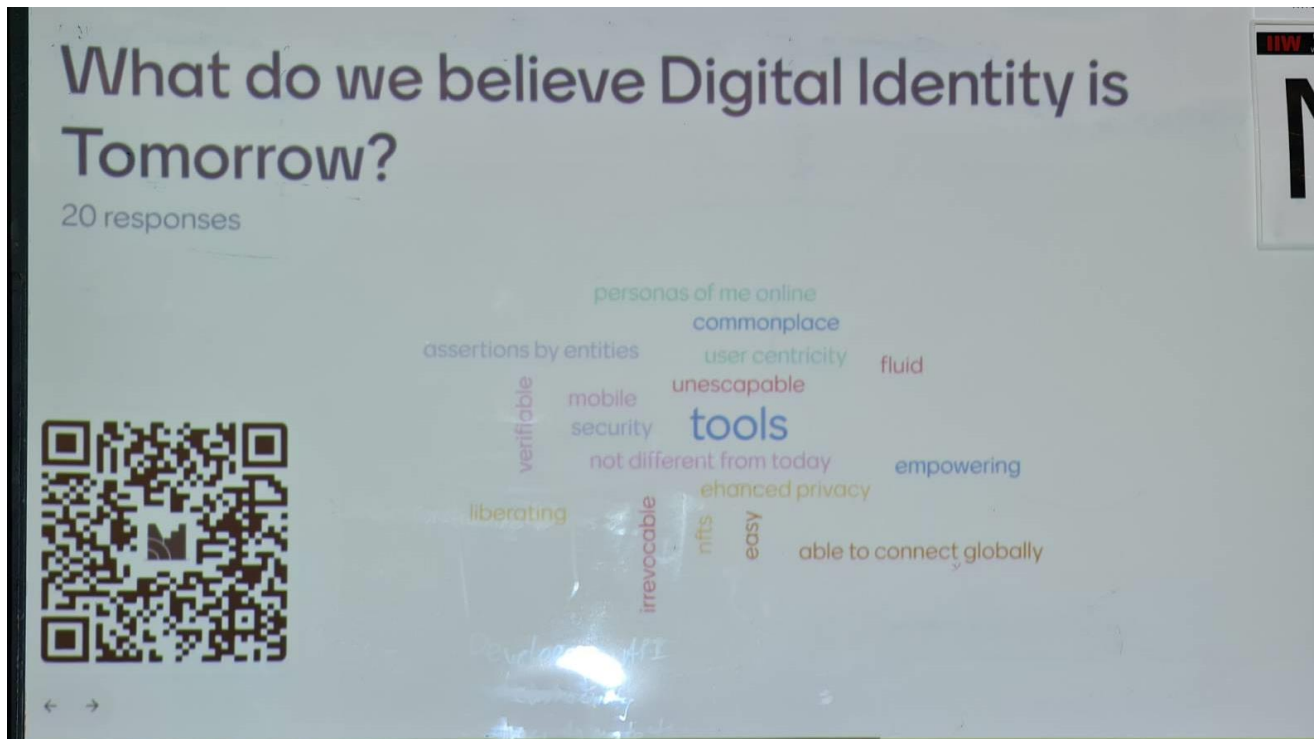 What do we believe Digital Identity is
Tomorrow?
20 responses
personas of me online
commonplace
assertions by entities
user centricity
fluid
unescapable
verifiable
mobile
security
tools
not different from today
empowering
ehanced privacy
liberating
irrevocable
nfts
easy
able to connect globally
IIW
N